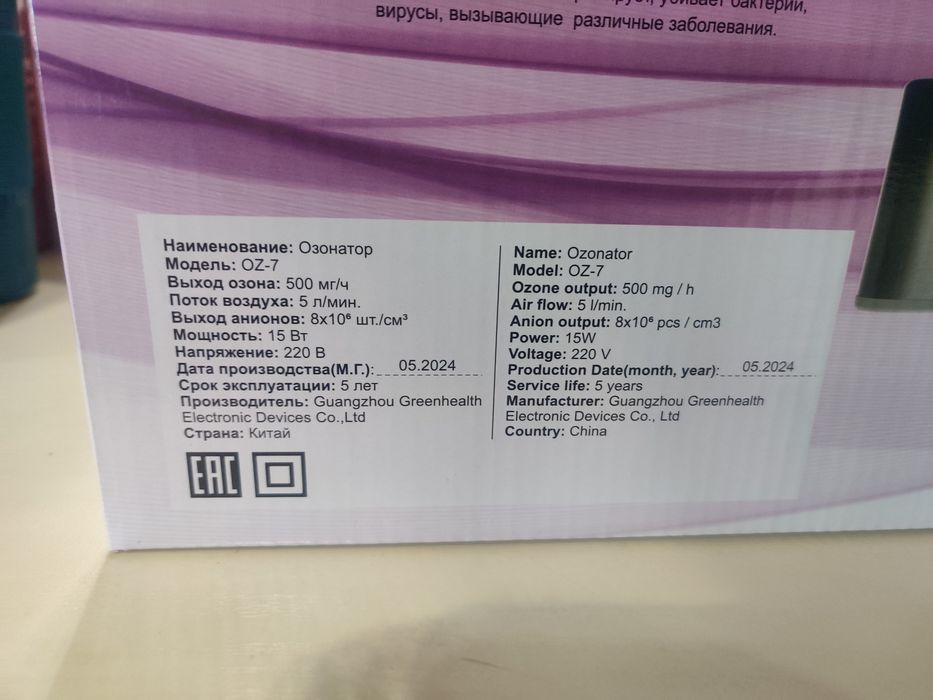 убивает бактерии,
вирусы, вызывающие различные заболевания.
Наименование: Озонатор
Модель: OZ-7
Выход озона: 500 мг/ч
Поток воздуха: 5 л/мин.
Выход анионов: 8х10⁶ шт./см³
Мощность: 15 Вт
Напряжение: 220 В
Дата производства(М.Г.): 05.2024
Срок эксплуатации: 5 лет
Производитель: Guangzhou Greenhealth
Electronic Devices Co.,Ltd
Страна: Китай
EAC
Name: Ozonator
Model: OZ-7
Ozone output: 500 mg / h
Air flow: 5 l/min.
Anion output: 8x10⁶ pcs / cm3
Power: 15W
Voltage: 220 V
Production Date(month, year): 05.2024
Service life: 5 years
Manufacturer: Guangzhou Greenhealth
Electronic Devices Co., Ltd
Country: China